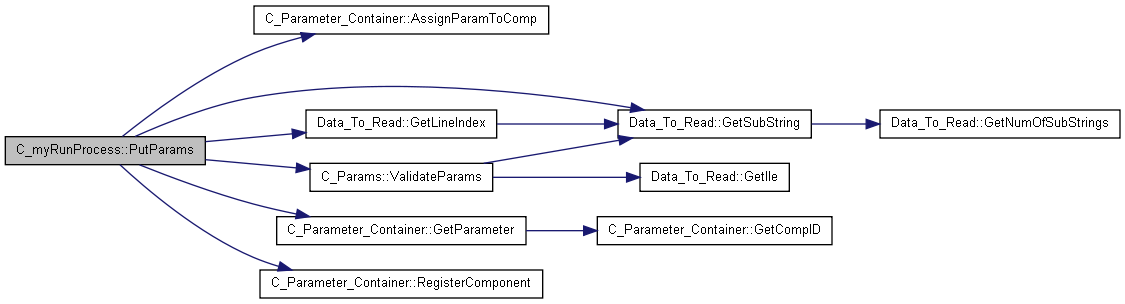 C_Parameter_Container::AssignParamToComp
Data_To_Read::GetLineIndex
Data_To_Read::GetSubString
Data_To_Read::GetNumOfSubStrings
C_myRunProcess::PutParams
C_Params::ValidateParams
Data_To_Read::GetIle
C_Parameter_Container::GetParameter
C_Parameter_Container::GetCompID
C_Parameter_Container::RegisterComponent